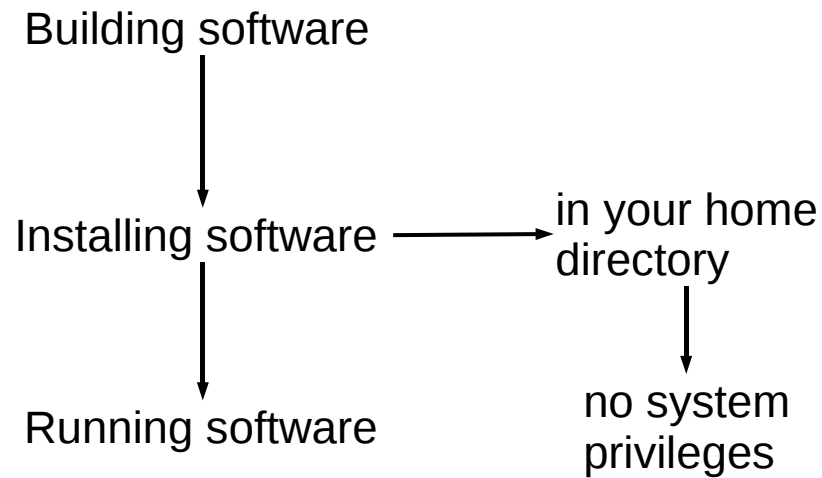 Building software
Installing software
in your home
directory
Running software
no system
privileges